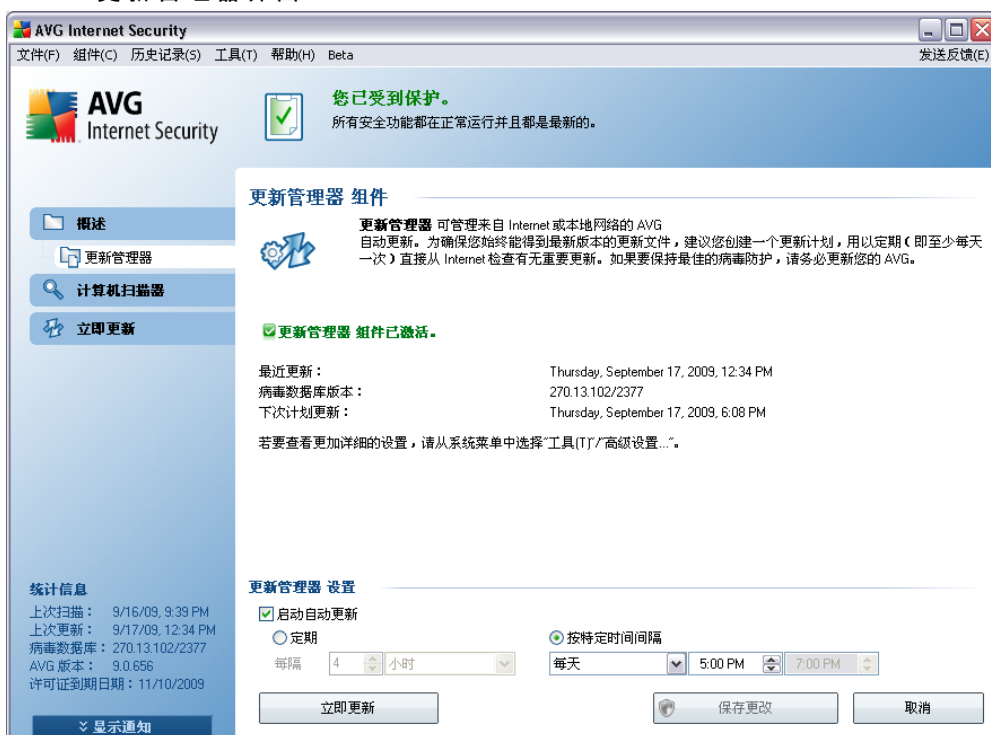 AVG Internet Security
文件(F) 组件(C) 历史记录(S) 工具(T) 帮助(H) Beta 发送反馈(E)
AVG
Internet Security
您已受到保护。
所有安全功能都在正常运行并且都是最新的。
概述
更新管理器
计算机扫描器
立即更新
更新管理器 组件
更新管理器 可管理来自 Internet 或本地网络的 AVG
自动更新。为确保您始终能得到最新版本的更新文件，建议您创建一个更新计划，用以定期（即至少每天
一次）直接从 Internet 检查有无重要更新。如果要保持最佳的病毒防护，请务必更新您的 AVG。
更新管理器 组件已激活。
最近更新： Thursday, September 17, 2009, 12:34 PM
病毒数据库版本： 270.13.102/2377
下次计划更新： Thursday, September 17, 2009, 6:08 PM
若要查看更加详细的设置，请从系统菜单中选择“工具(T)”/“高级设置...”。
统计信息
上次扫描： 9/16/09, 9:39 PM
上次更新： 9/17/09, 12:34 PM
病毒数据库： 270.13.102/2377
AVG 版本： 9.0.656
许可证到期日期：11/10/2009
显示通知
更新管理器 设置
启动自动更新
定期 按特定时间间隔
每隔 4 小时 每天 5:00 PM 7:00 PM
立即更新 保存更改 取消